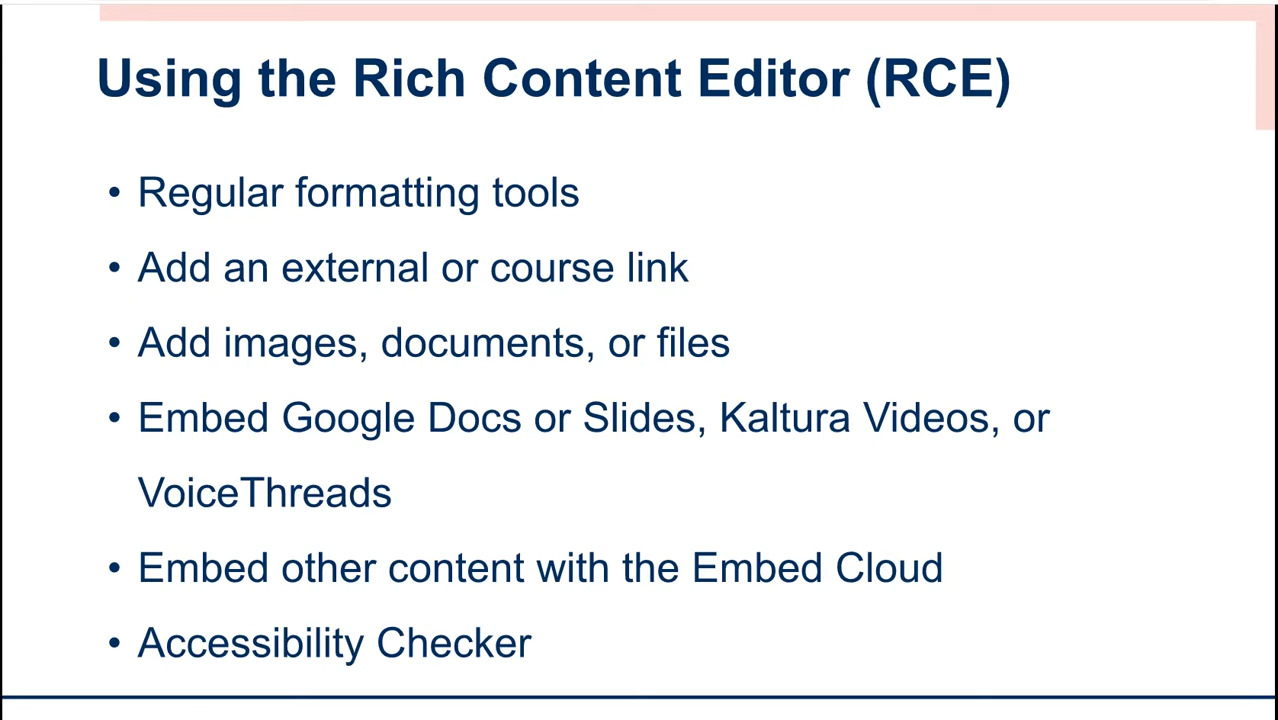 Using the Rich Content Editor (RCE)
• Regular formatting tools
• Add an external or course link
• Add images, documents, or files
• Embed Google Docs or Slides, Kaltura Videos, or
VoiceThreads
• Embed other content with the Embed Cloud
• Accessibility Checker